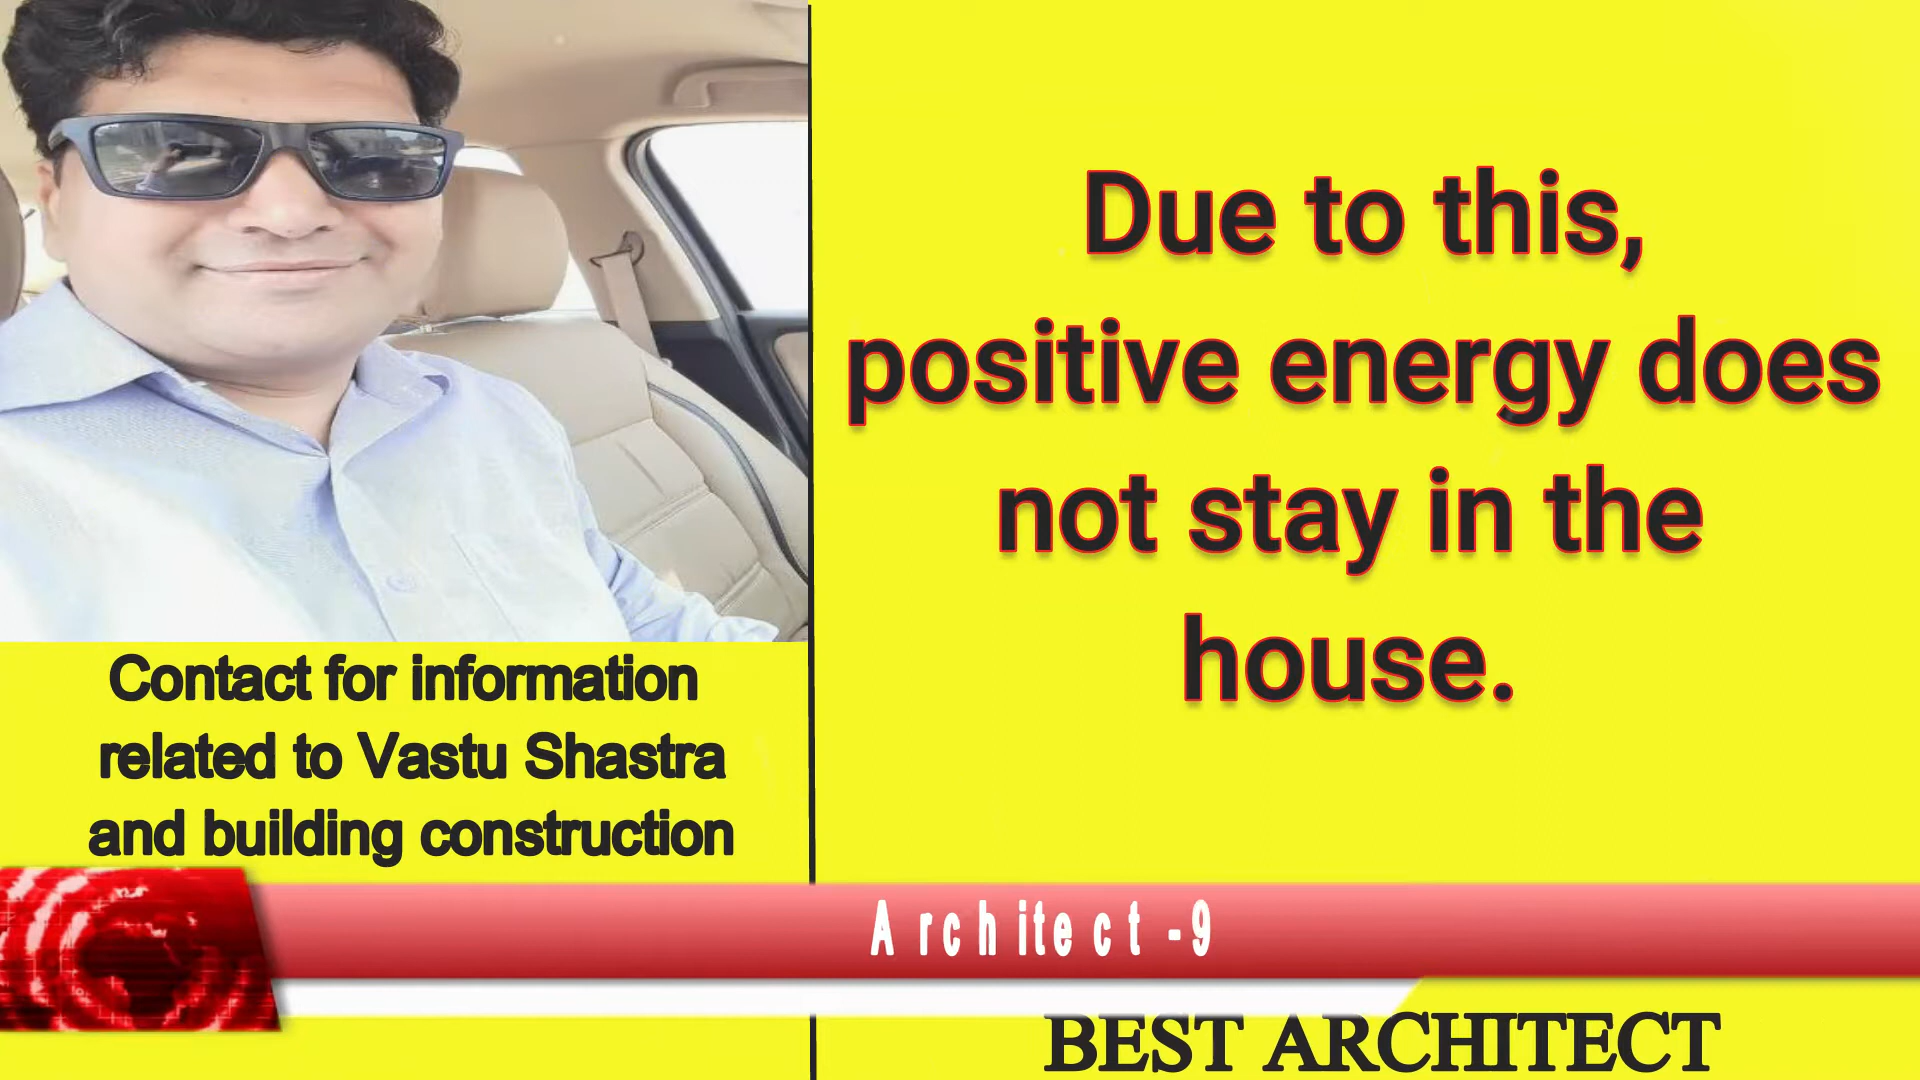 Due to this,
positive energy does
not stay in the
house.
Contact for information
related to Vastu Shastra
and building construction
Architect -9
BEST ARCHITECT